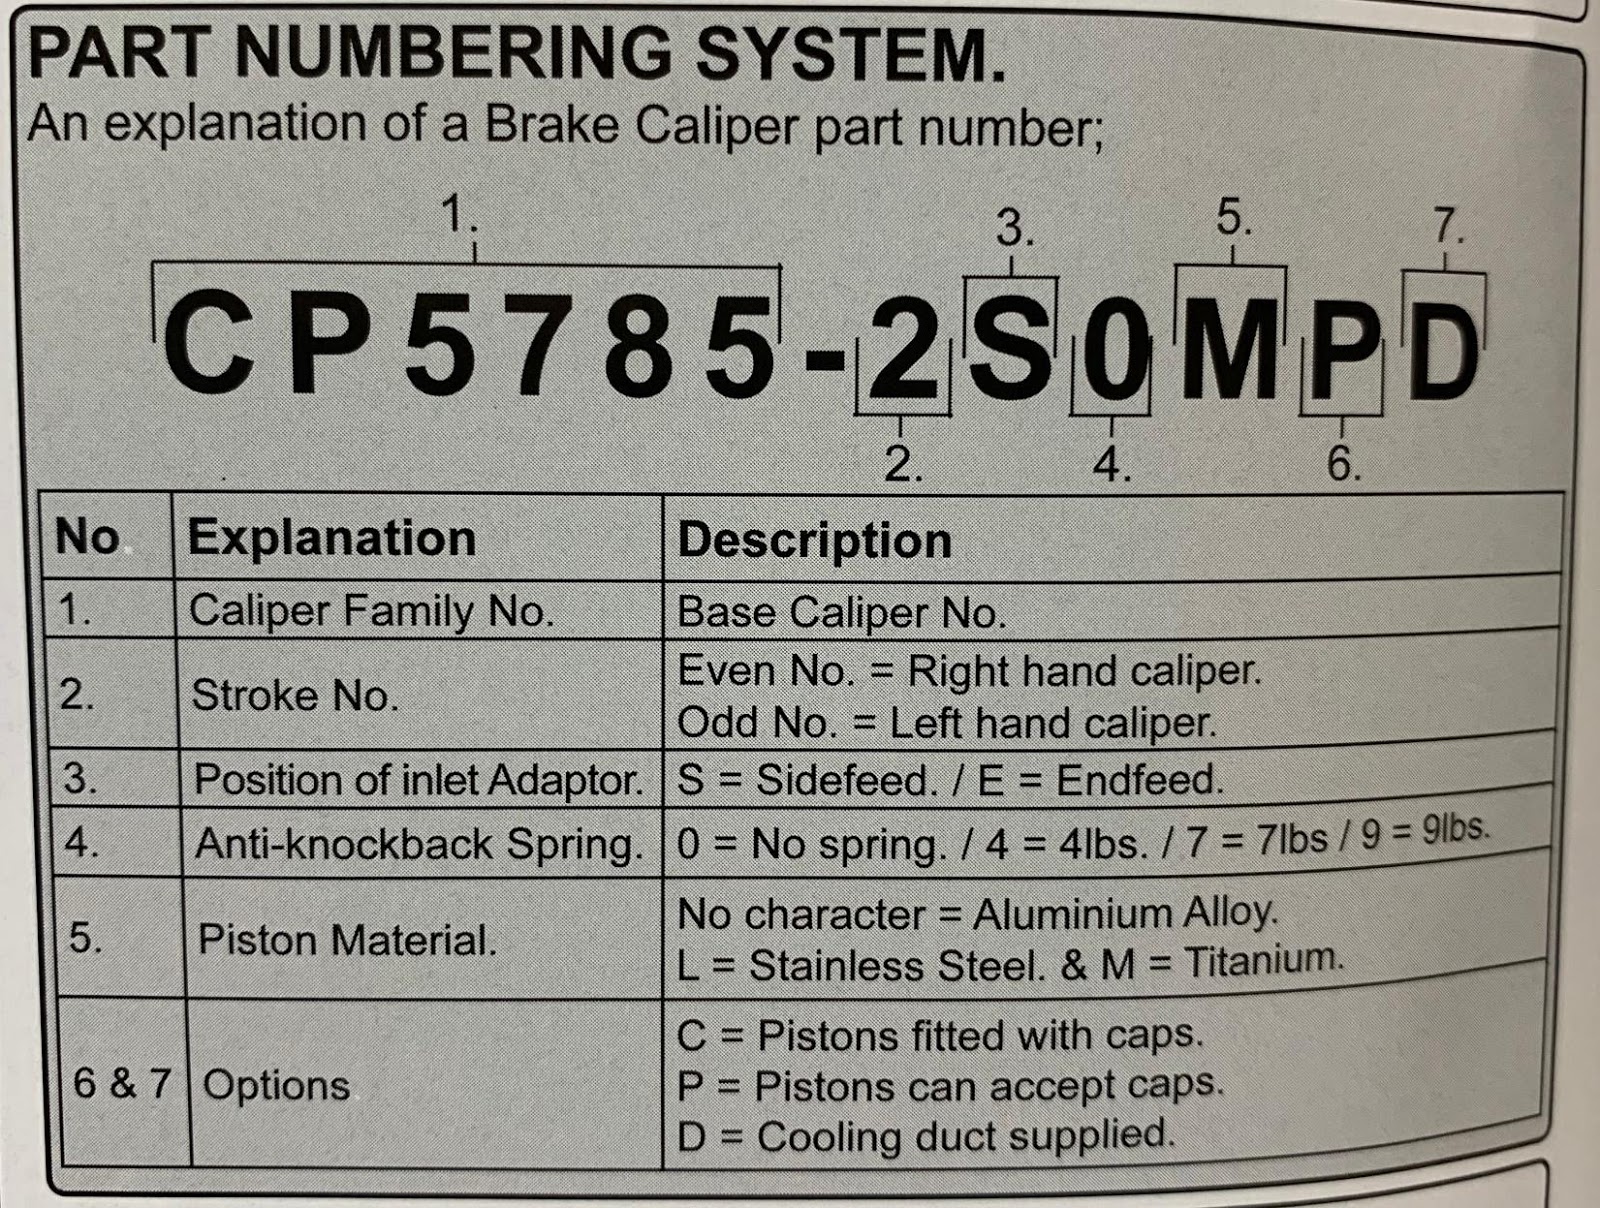 PART NUMBERING SYSTEM.
An explanation of a Brake Caliper part number;
1. 3. 5. 7.
CP5785-2S0MPD
2. 4. 6.
No. Explanation Description
1. Caliper Family No. Base Caliper No.
2. Stroke No. Even No. = Right hand caliper.
Odd No. = Left hand caliper.
3. Position of inlet Adaptor. S = Sidefeed. / E = Endfeed.
4. Anti-knockback Spring. 0 = No spring. / 4 = 4lbs. / 7 = 7lbs / 9 = 9lbs.
5. Piston Material. No character = Aluminium Alloy.
L = Stainless Steel. & M = Titanium.
6 & 7 Options C = Pistons fitted with caps.
P = Pistons can accept caps.
D = Cooling duct supplied.